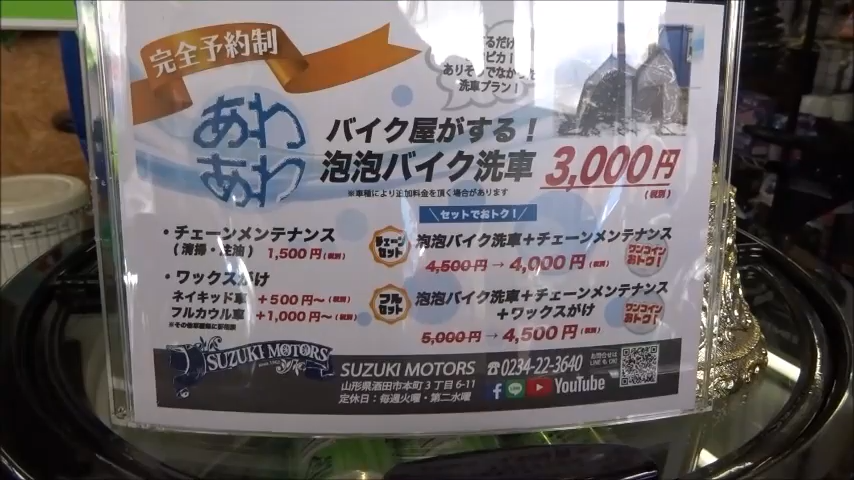 完全予約制
るだけ
ピカ！
ありそうでなかった
洗車プラン！
あわ
あわ
バイク屋がする！
泡泡バイク洗車 3,000円
(税別)
※車種により追加料金を頂く場合があります
セットでおトク！
・チェーンメンテナンス
(清掃・注油) 1,500円～(税別)
・ワックスがけ
ネイキッド車 +500円～(税別)
フルカウル車 +1,000円～(税別)
チェーン
セット
泡泡バイク洗車+チェーンメンテナンス
4,500円→4,000円(税別)
ワンコイン
おトク！
フル
セット
泡泡バイク洗車+チェーンメンテナンス
+ワックスがけ
5,000円→4,500円(税別)
ワンコイン
おトク！
SUZUKI MOTORS
SUZUKI MOTORS ☎0234-22-3640
山形県酒田市本町3丁目6-11
定休日：毎週火曜・第二水曜
f LINE YouTube
お問合せは
LINEもOK!